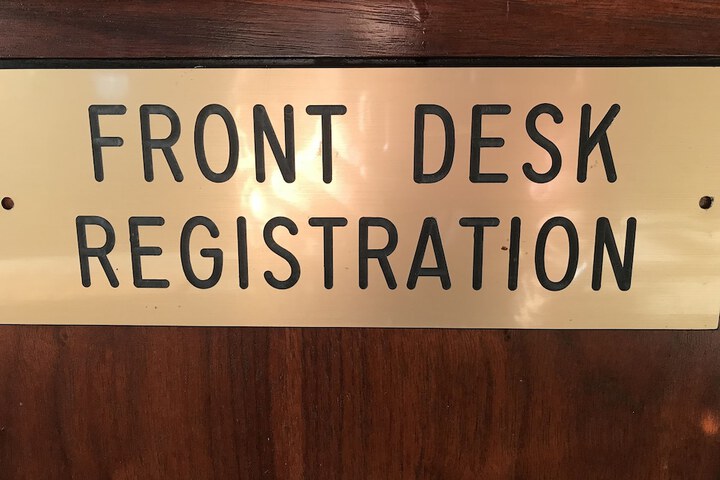 FRONT DESK
REGISTRATION